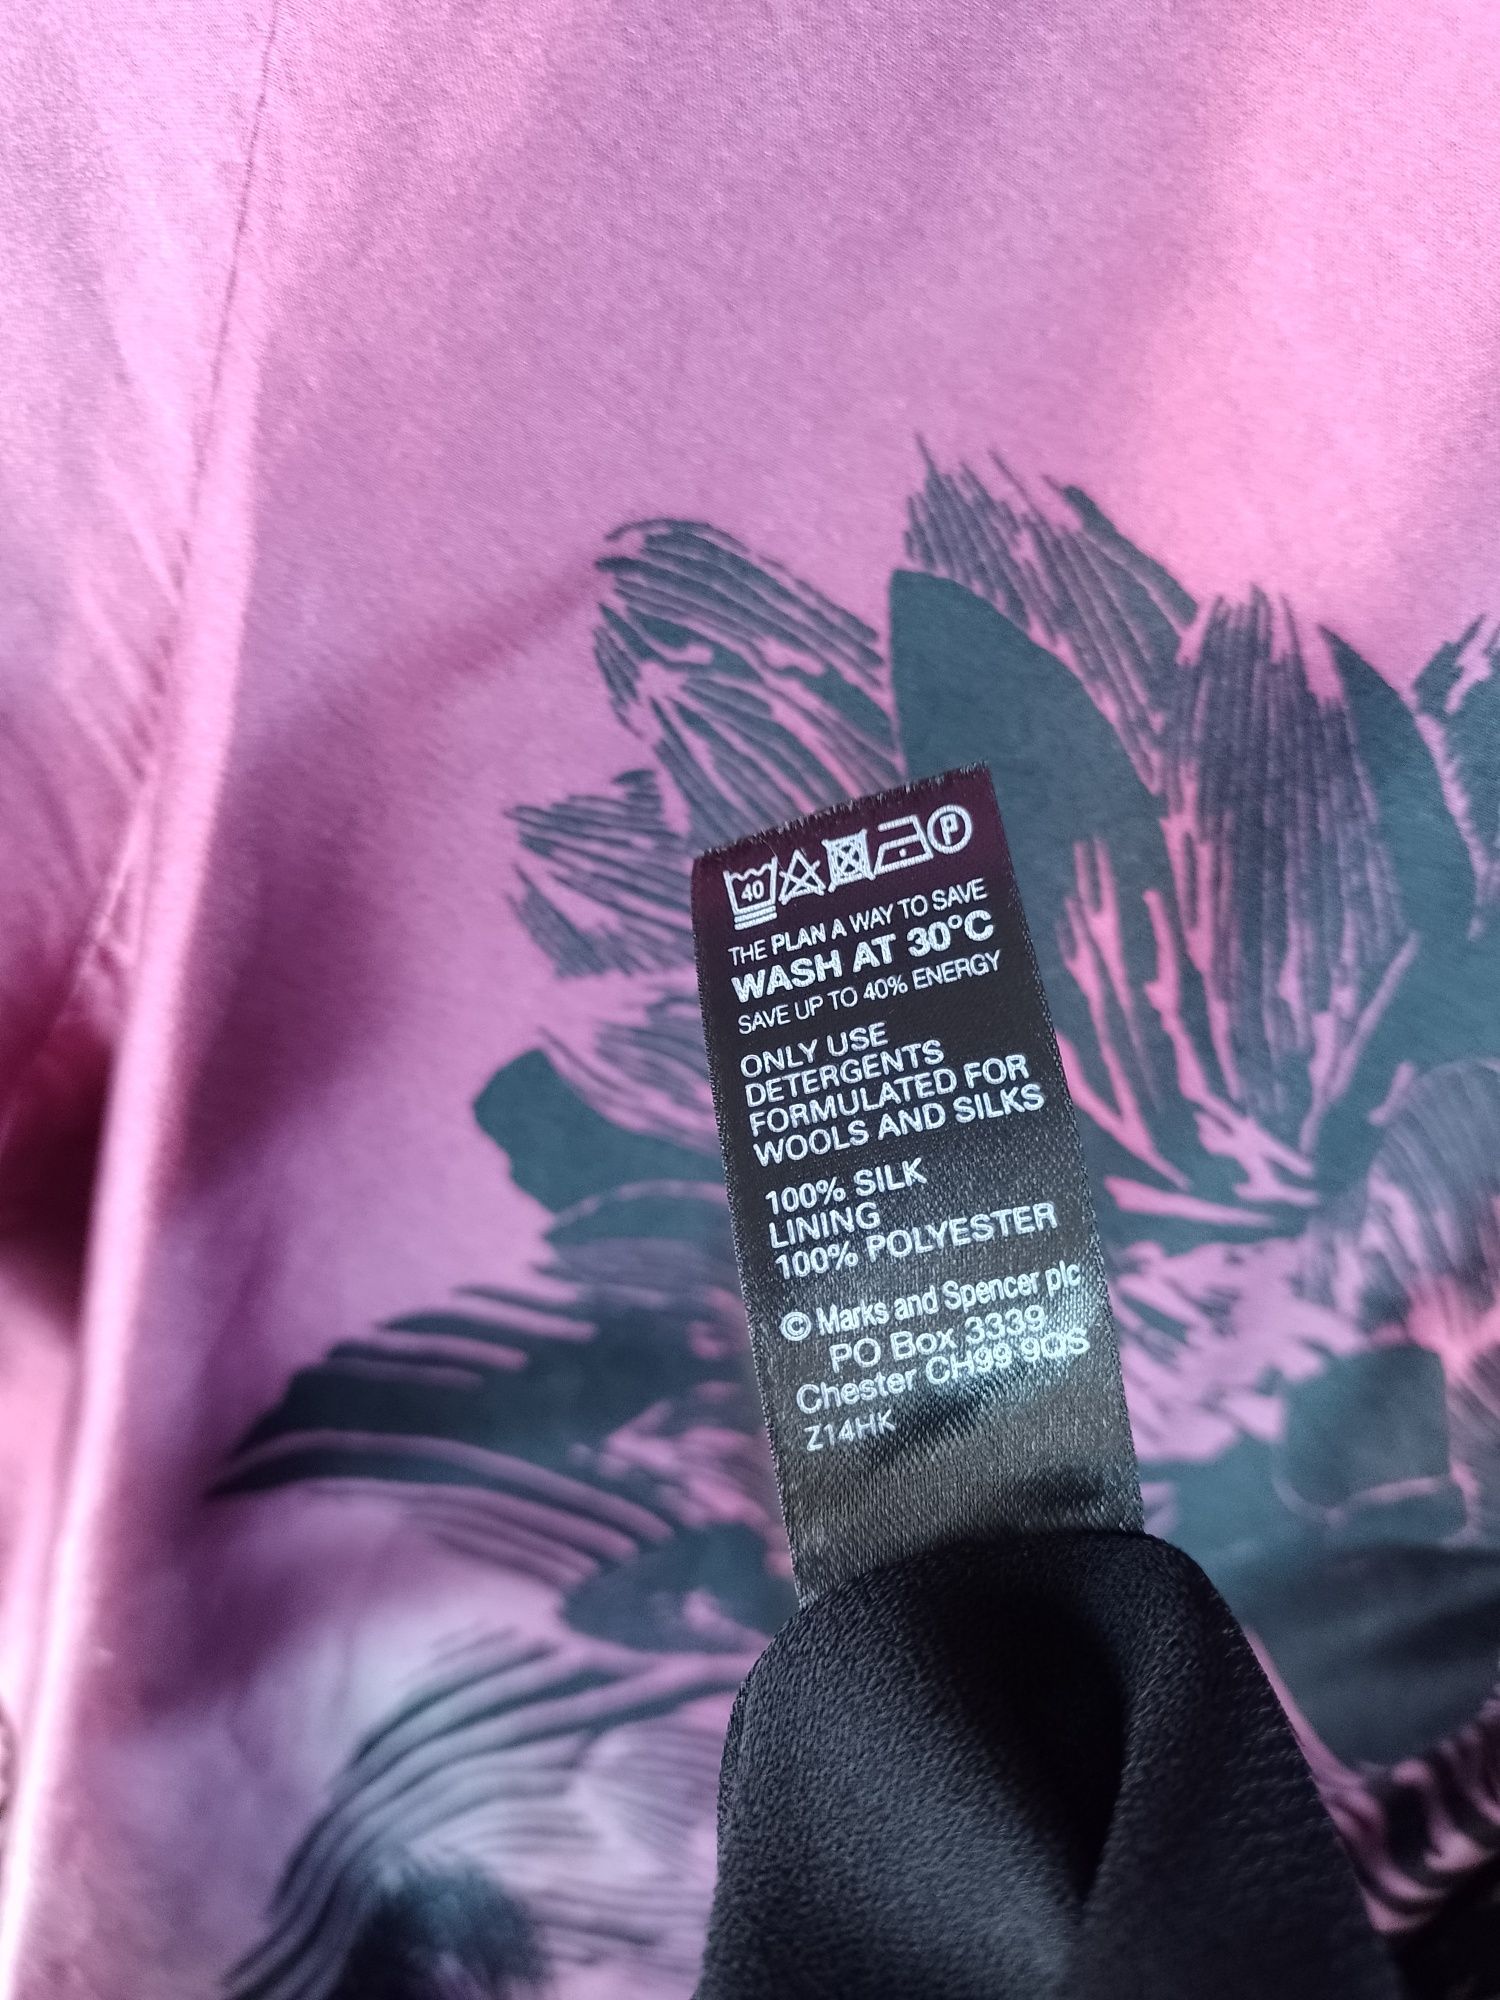 40 P
THE PLAN A WAY TO SAVE
WASH AT 30°C
SAVE UP TO 40% ENERGY
ONLY USE
DETERGENTS
FORMULATED FOR
WOOLS AND SILKS
100% SILK
LINING
100% POLYESTER
© Marks and Spencer plc
PO Box 3339
Chester CH99 9QS
Z14HK